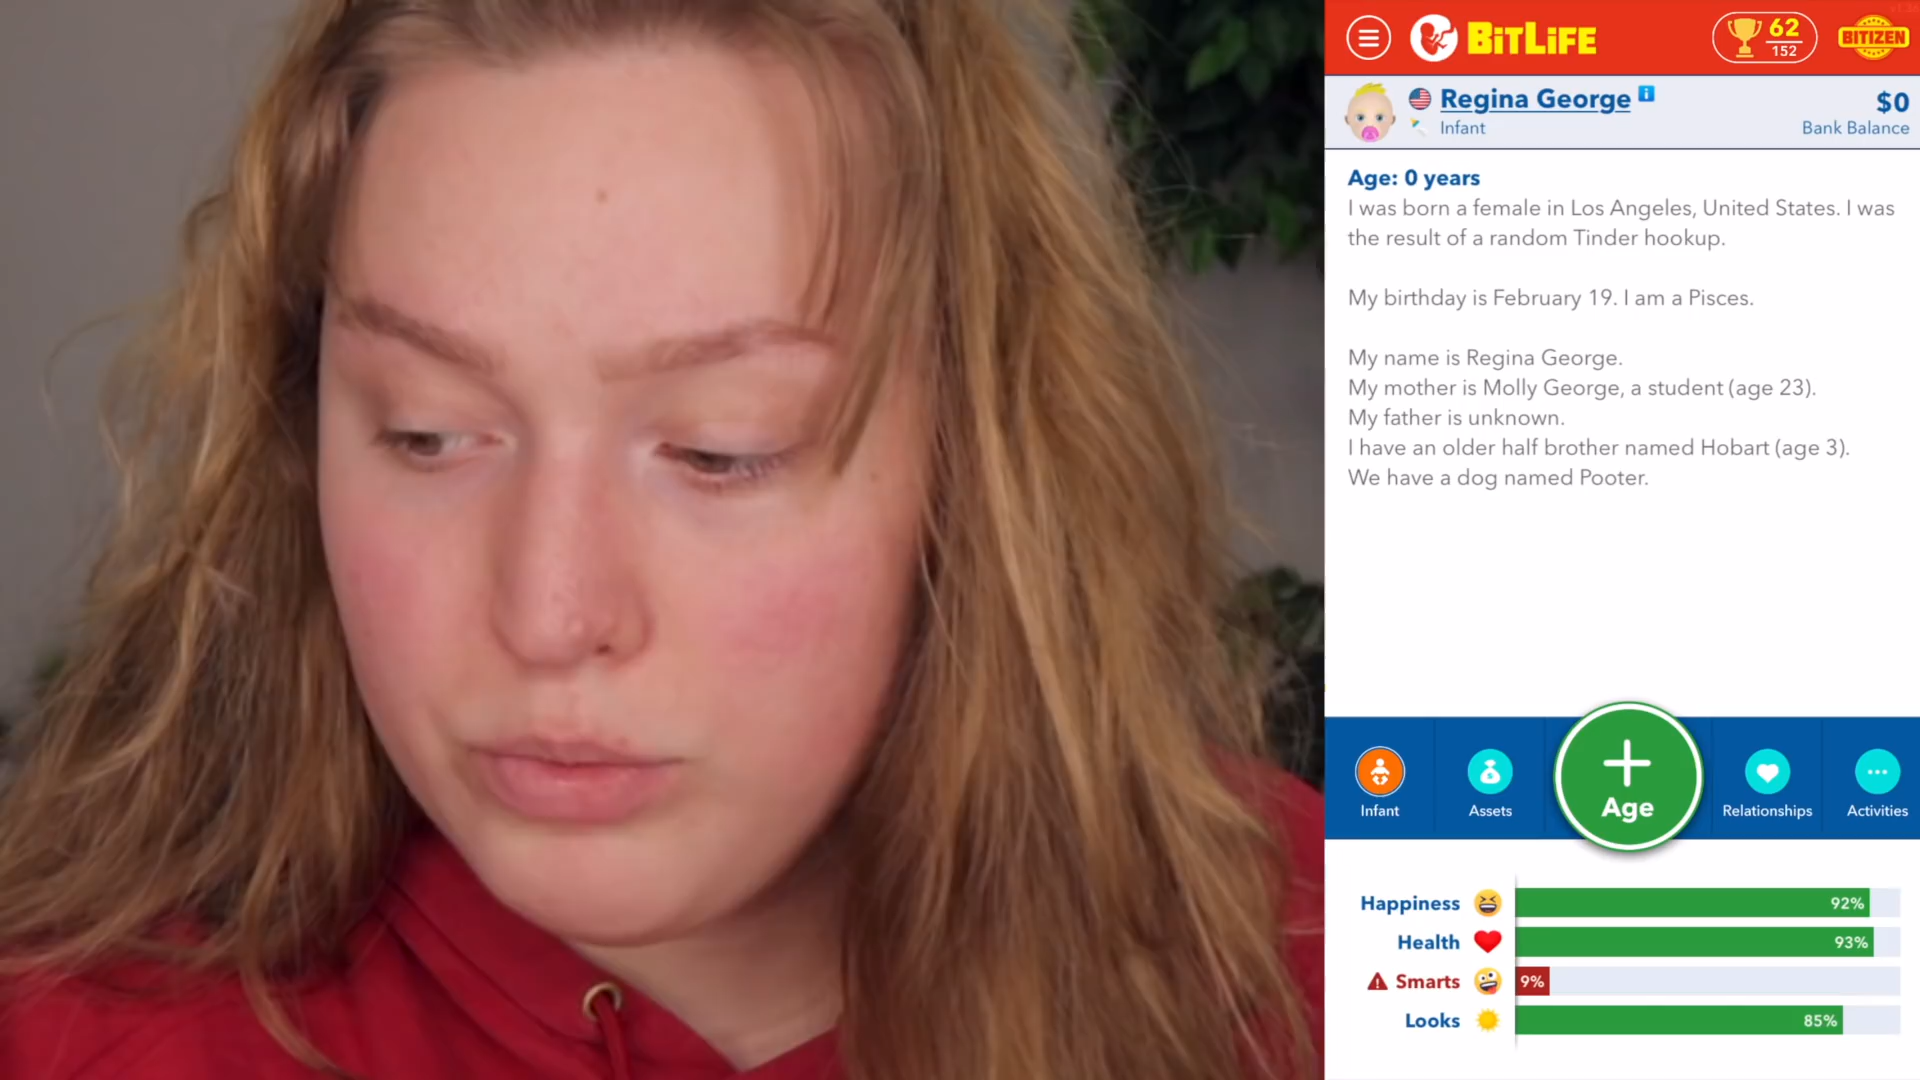 BiTLiFE
62
152
BITIZEN
Regina George
$0
Infant
Bank Balance
Age: 0 years
I was born a female in Los Angeles, United States. I was
the result of a random Tinder hookup.
My birthday is February 19. I am a Pisces.
My name is Regina George.
My mother is Molly George, a student (age 23).
My father is unknown.
I have an older half brother named Hobart (age 3).
We have a dog named Pooter.
Infant
Assets
Age
Relationships
Activities
Happiness
92%
Health
93%
Smarts
9%
Looks
85%